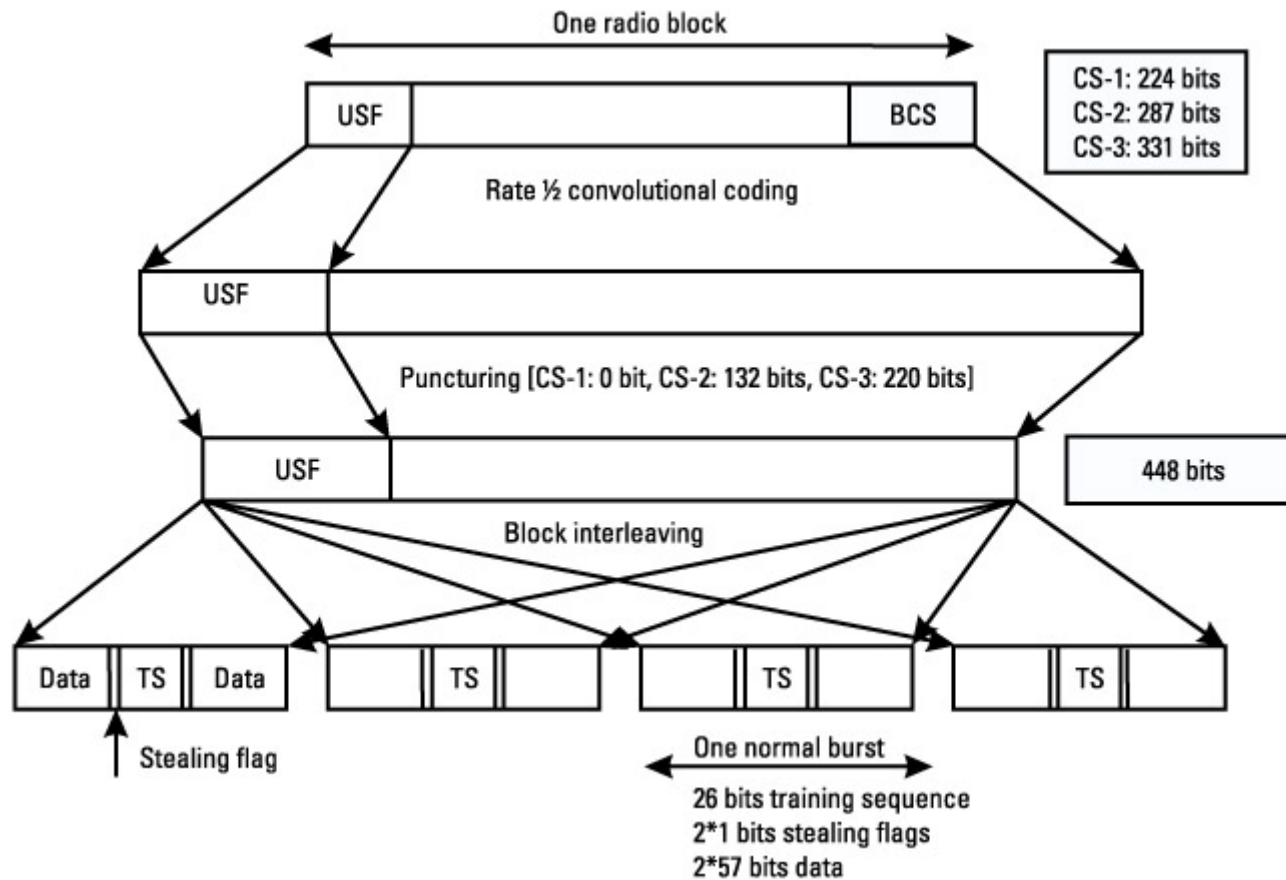 One radio block
USF
BCS
CS-1: 224 bits
CS-2: 287 bits
CS-3: 331 bits
Rate ½ convolutional coding
USF
Puncturing [CS-1: 0 bit, CS-2: 132 bits, CS-3: 220 bits]
USF
448 bits
Block interleaving
Data
TS
Data
TS
TS
TS
Stealing flag
One normal burst
26 bits training sequence
2*1 bits stealing flags
2*57 bits data